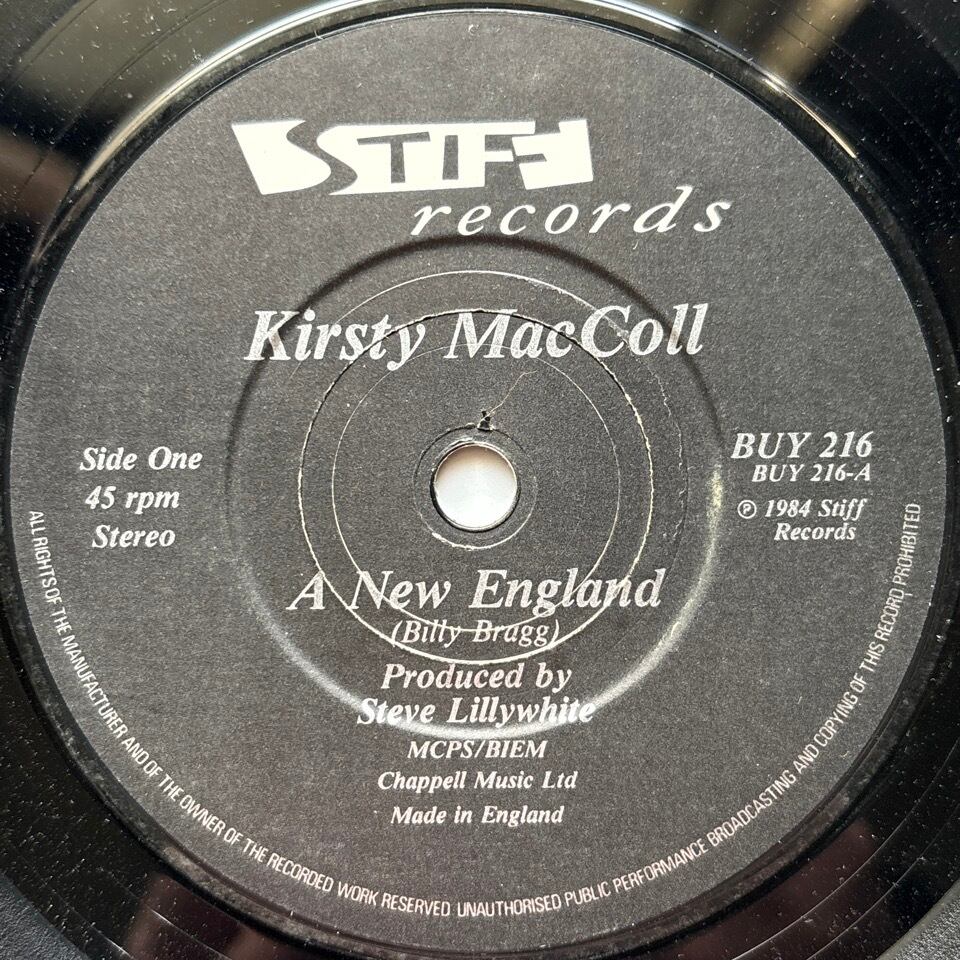 STIFF
records
Kirsty MacColl
Side One
45 rpm
Stereo
BUY 216
BUY 216-A
℗ 1984 Stiff
Records
A New England
(Billy Bragg)
Produced by
Steve Lillywhite
MCPS/BIEM
Chappell Music Ltd
Made in England
ALL RIGHTS OF THE MANUFACTURER AND OF THE OWNER OF THE RECORDED WORK RESERVED UNAUTHORISED PUBLIC PERFORMANCE BROADCASTING AND COPYING OF THIS RECORD PROHIBITED